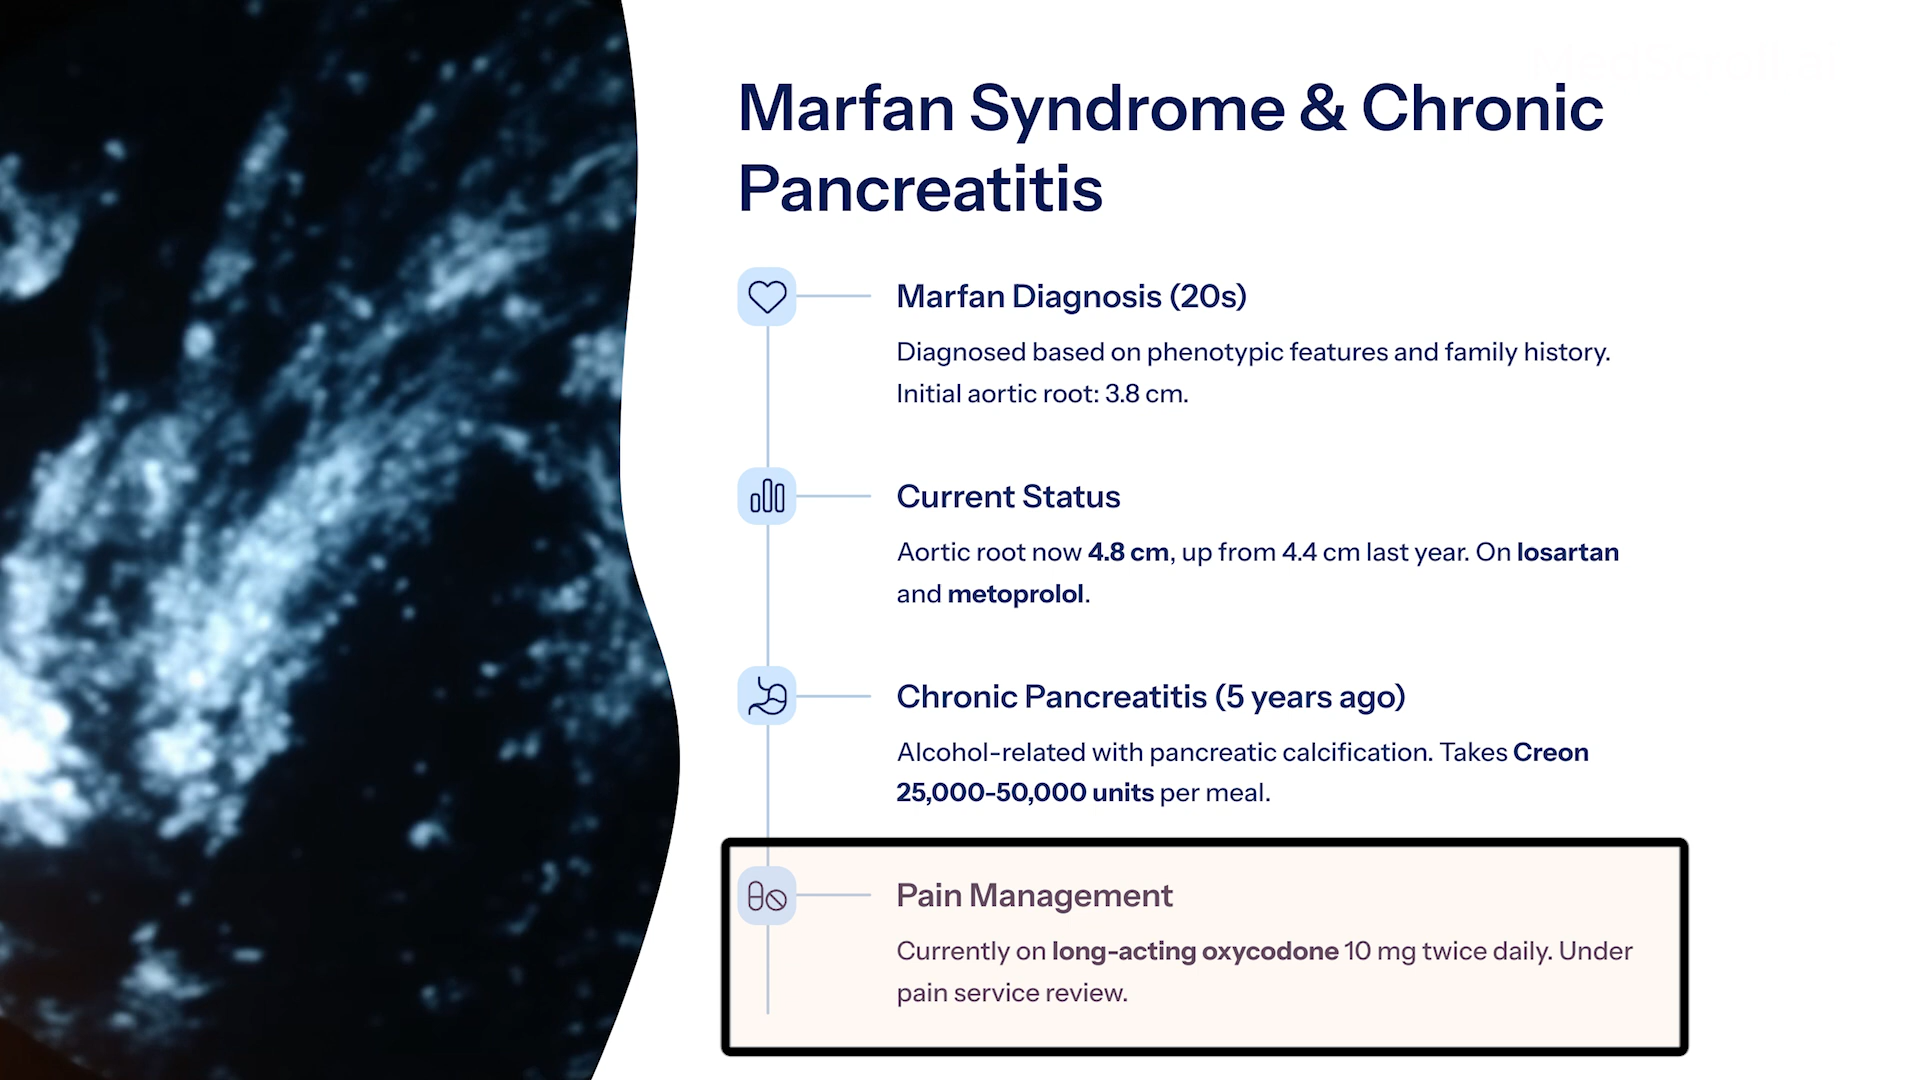 Marfan Syndrome & Chronic
Pancreatitis
Marfan Diagnosis (20s)
Diagnosed based on phenotypic features and family history.
Initial aortic root: 3.8 cm.
Current Status
Aortic root now 4.8 cm, up from 4.4 cm last year. On losartan
and metoprolol.
Chronic Pancreatitis (5 years ago)
Alcohol-related with pancreatic calcification. Takes Creon
25,000-50,000 units per meal.
Pain Management
Currently on long-acting oxycodone 10 mg twice daily. Under
pain service review.